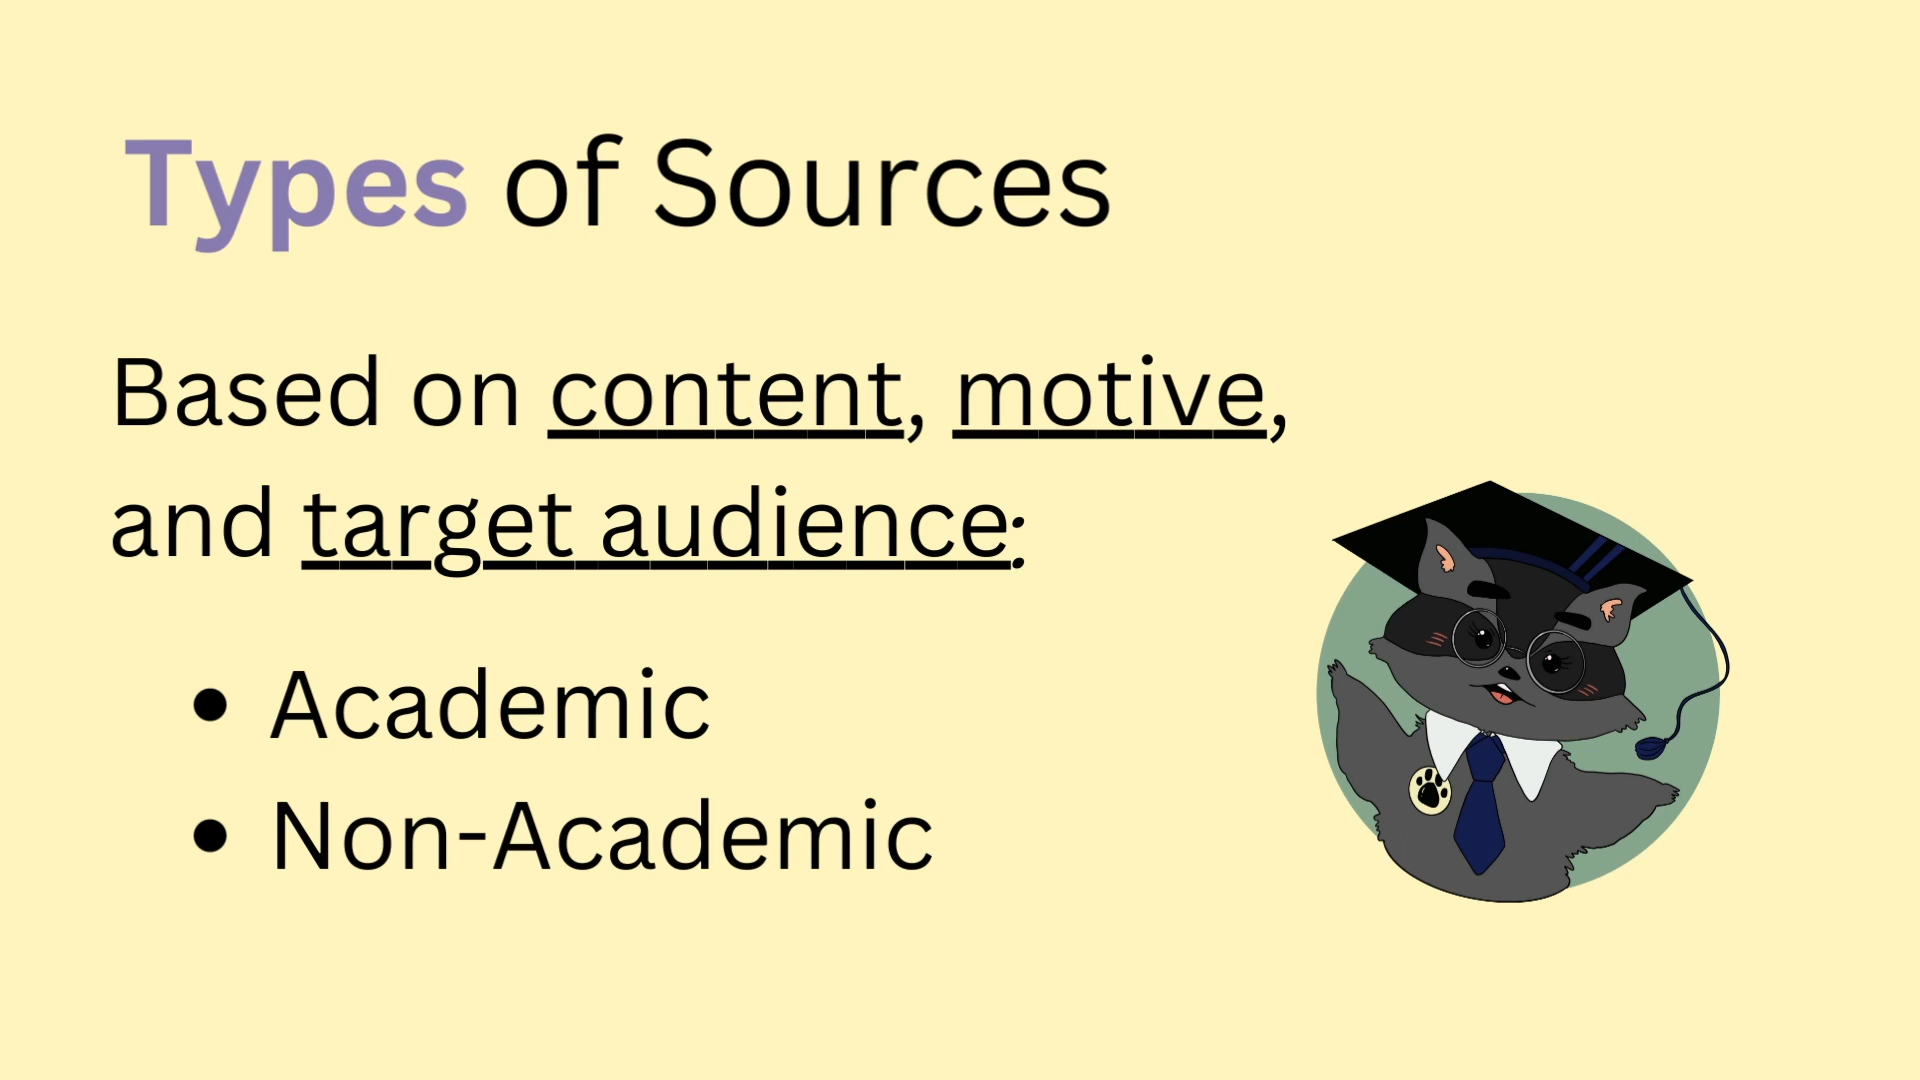 Types of Sources
Based on content, motive,
and target audience:
• Academic
• Non-Academic